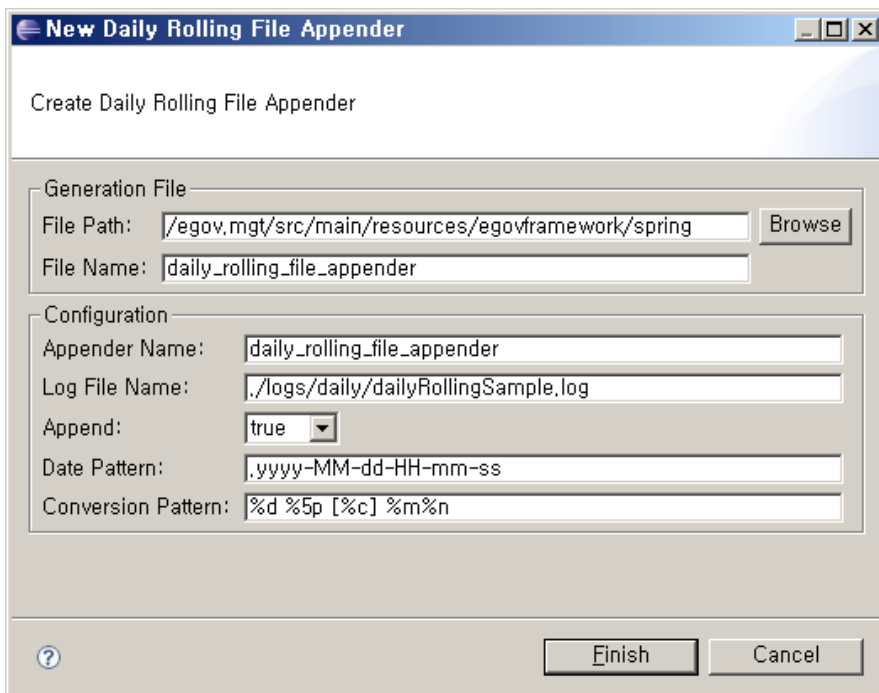 New Daily Rolling File Appender
Create Daily Rolling File Appender
Generation File
File Path: /egov.mgt/src/main/resources/egovframework/spring Browse
File Name: daily_rolling_file_appender
Configuration
Appender Name: daily_rolling_file_appender
Log File Name: ./logs/daily/dailyRollingSample.log
Append: true
Date Pattern: .yyyy-MM-dd-HH-mm-ss
Conversion Pattern: %d %5p [%c] %m%n
? Finish Cancel